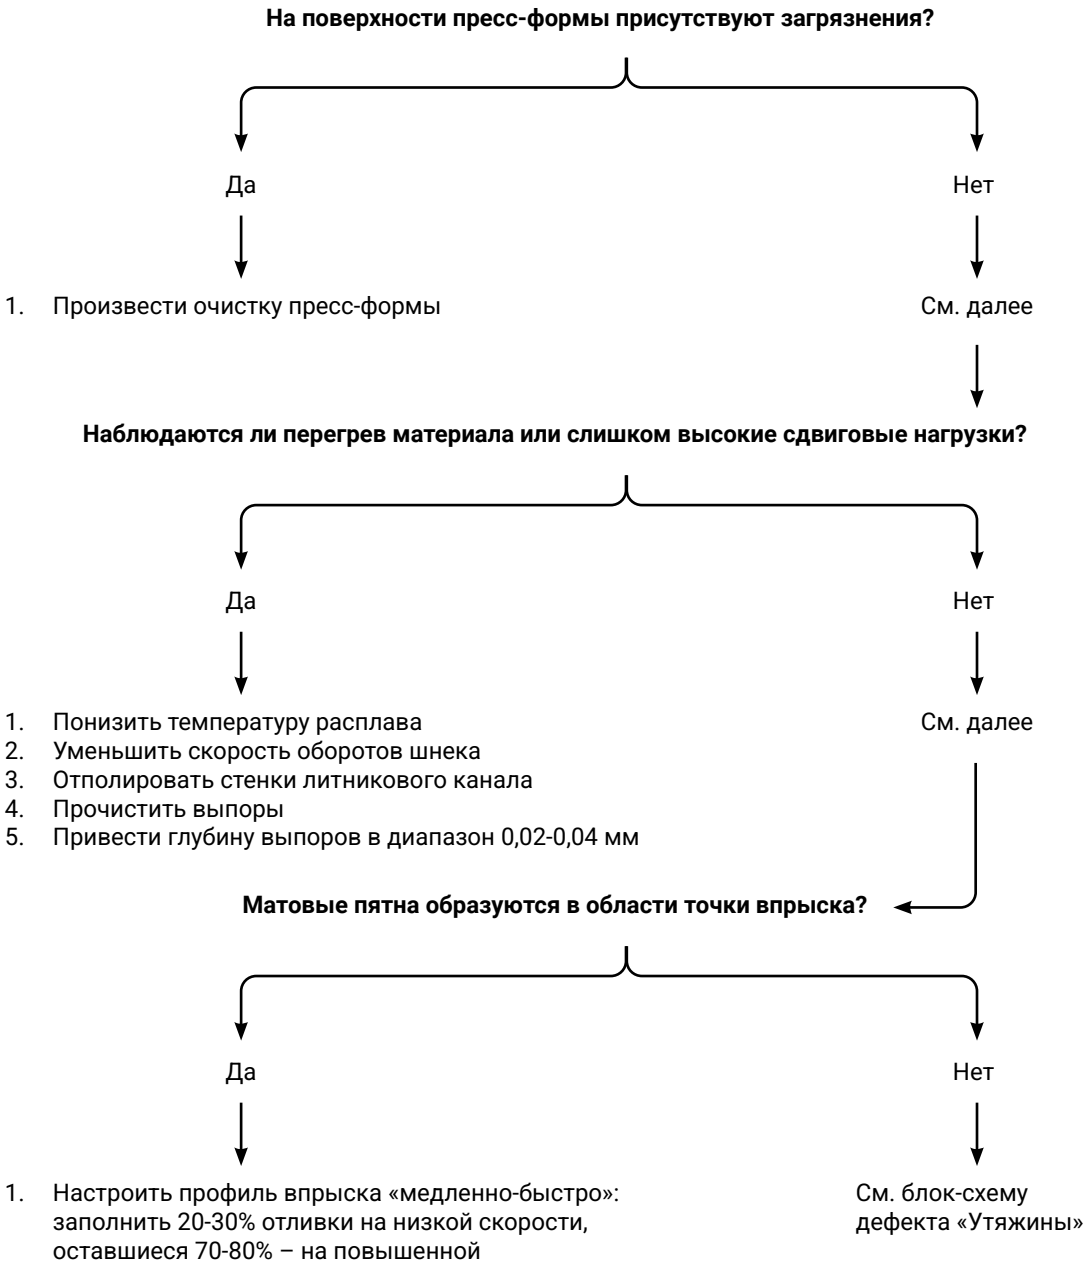 На поверхности пресс-формы присутствуют загрязнения?
Да
Нет
1. Произвести очистку пресс-формы
См. далее
Наблюдаются ли перегрев материала или слишком высокие сдвиговые нагрузки?
Да
Нет
1. Понизить температуру расплава
2. Уменьшить скорость оборотов шнека
3. Отполировать стенки литникового канала
4. Прочистить выпоры
5. Привести глубину выпоров в диапазон 0,02-0,04 мм
См. далее
Матовые пятна образуются в области точки впрыска?
Да
Нет
1. Настроить профиль впрыска «медленно-быстро»:
заполнить 20-30% отливки на низкой скорости,
оставшиеся 70-80% – на повышенной
См. блок-схему
дефекта «Утяжины»